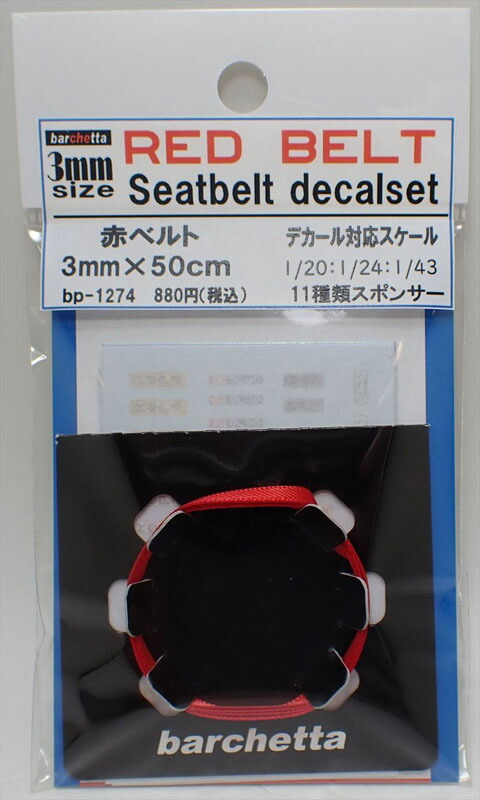 barchetta
3mm
size
RED BELT
Seatbelt decalset
赤ベルト
3mm×50cm
bp-1274 880円(税込)
デカール対応スケール
1/20:1/24:1/43
11種類スポンサー
barchetta